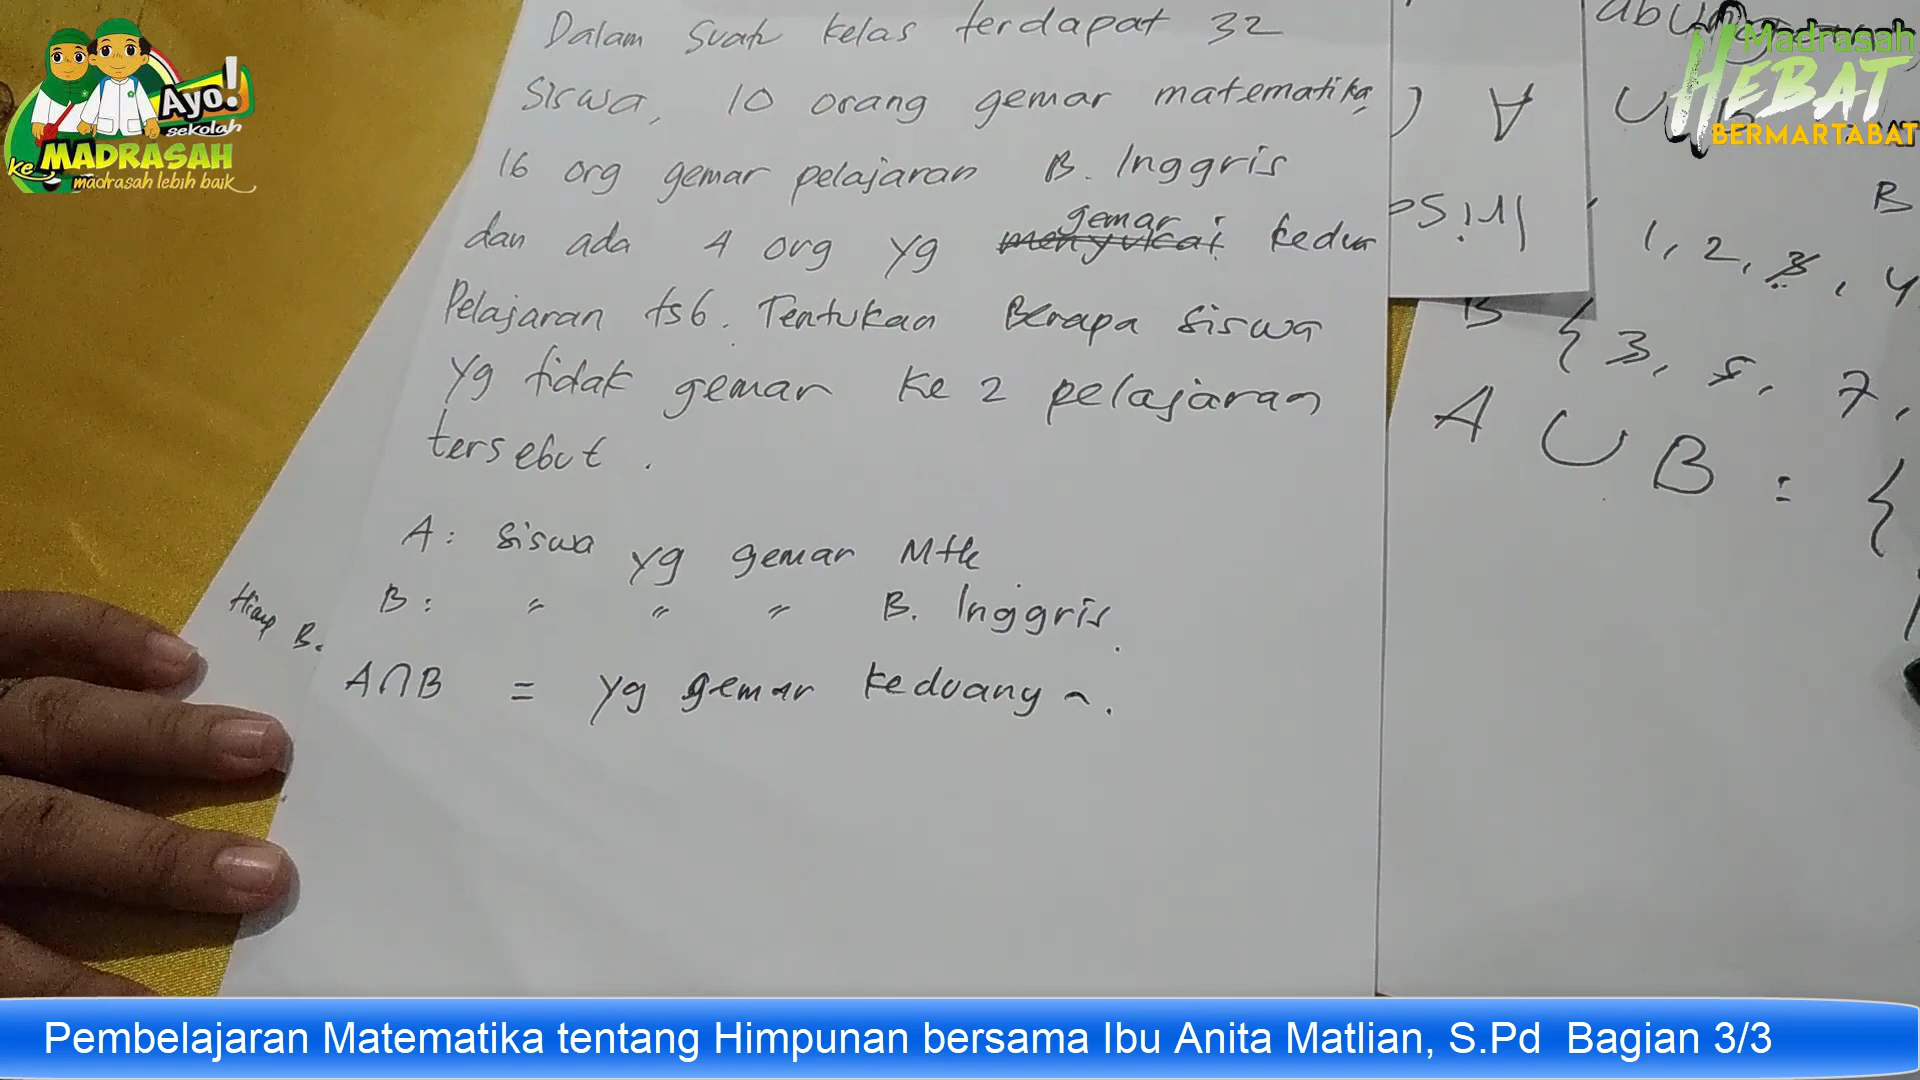 Dalam suatu kelas terdapat 32
siswa, 10 orang gemar matematika,
16 org gemar pelajaran B. Inggris
gemar
dan ada 4 org yg menyukai kedua
Pelajaran tsb. Tentukan Berapa siswa
yg tidak gemar ke 2 pelajaran
tersebut.
A: siswa yg gemar Mtk
B: " " " B. Inggris.
Himp B.
A∩B = yg gemar keduanya.
B
1, 2, 3, 4
B { 3, 5, 7,
A ∪ B = {
Ayo!
sekolah
ke MADRASAH
madrasah lebih baik
Madrasah
HEBAT
BERMARTABAT
Pembelajaran Matematika tentang Himpunan bersama Ibu Anita Matlian, S.Pd Bagian 3/3